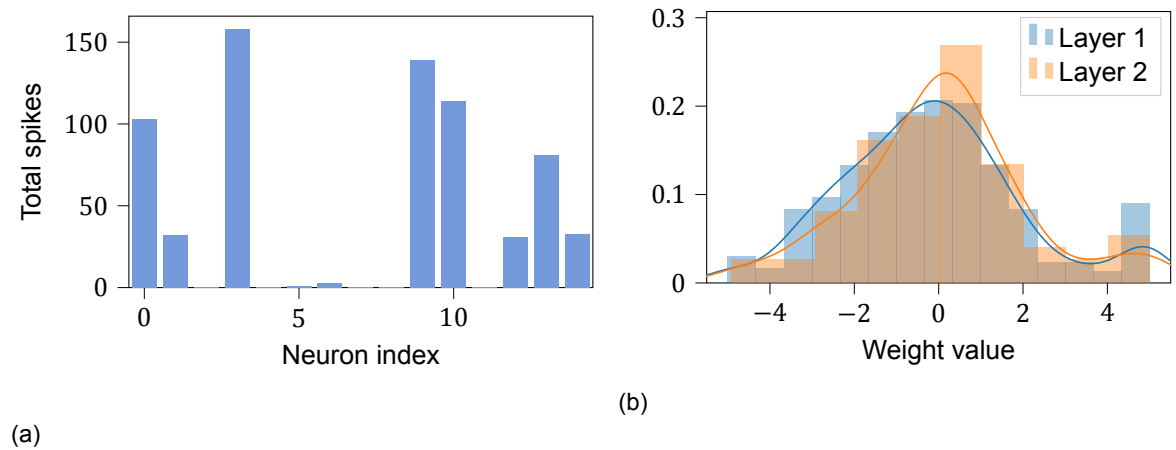 150
100
50
0
Total spikes
0 5 10
Neuron index
(a)
0.3
0.2
0.1
0
Layer 1
Layer 2
−4 −2 0 2 4
Weight value
(b)